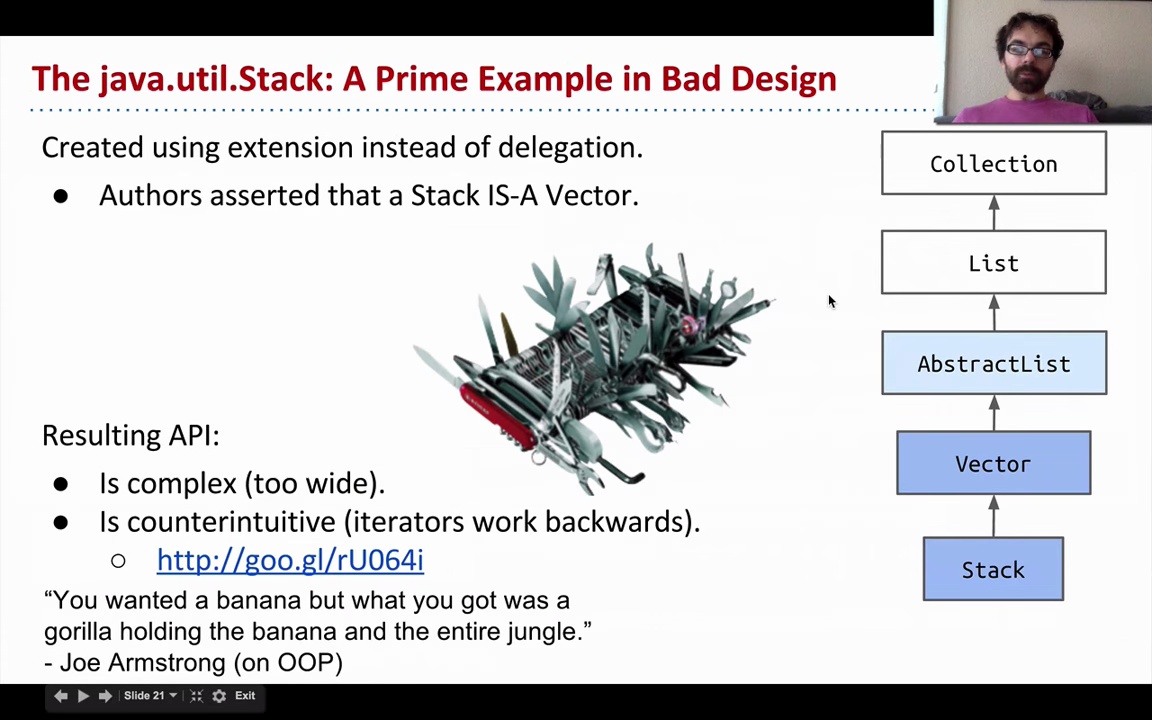 The java.util.Stack: A Prime Example in Bad Design
Created using extension instead of delegation.
● Authors asserted that a Stack IS-A Vector.
Resulting API:
● Is complex (too wide).
● Is counterintuitive (iterators work backwards).
○ http://goo.gl/rU064i
“You wanted a banana but what you got was a
gorilla holding the banana and the entire jungle.”
- Joe Armstrong (on OOP)
Collection
List
AbstractList
Vector
Stack
Slide 21
Exit